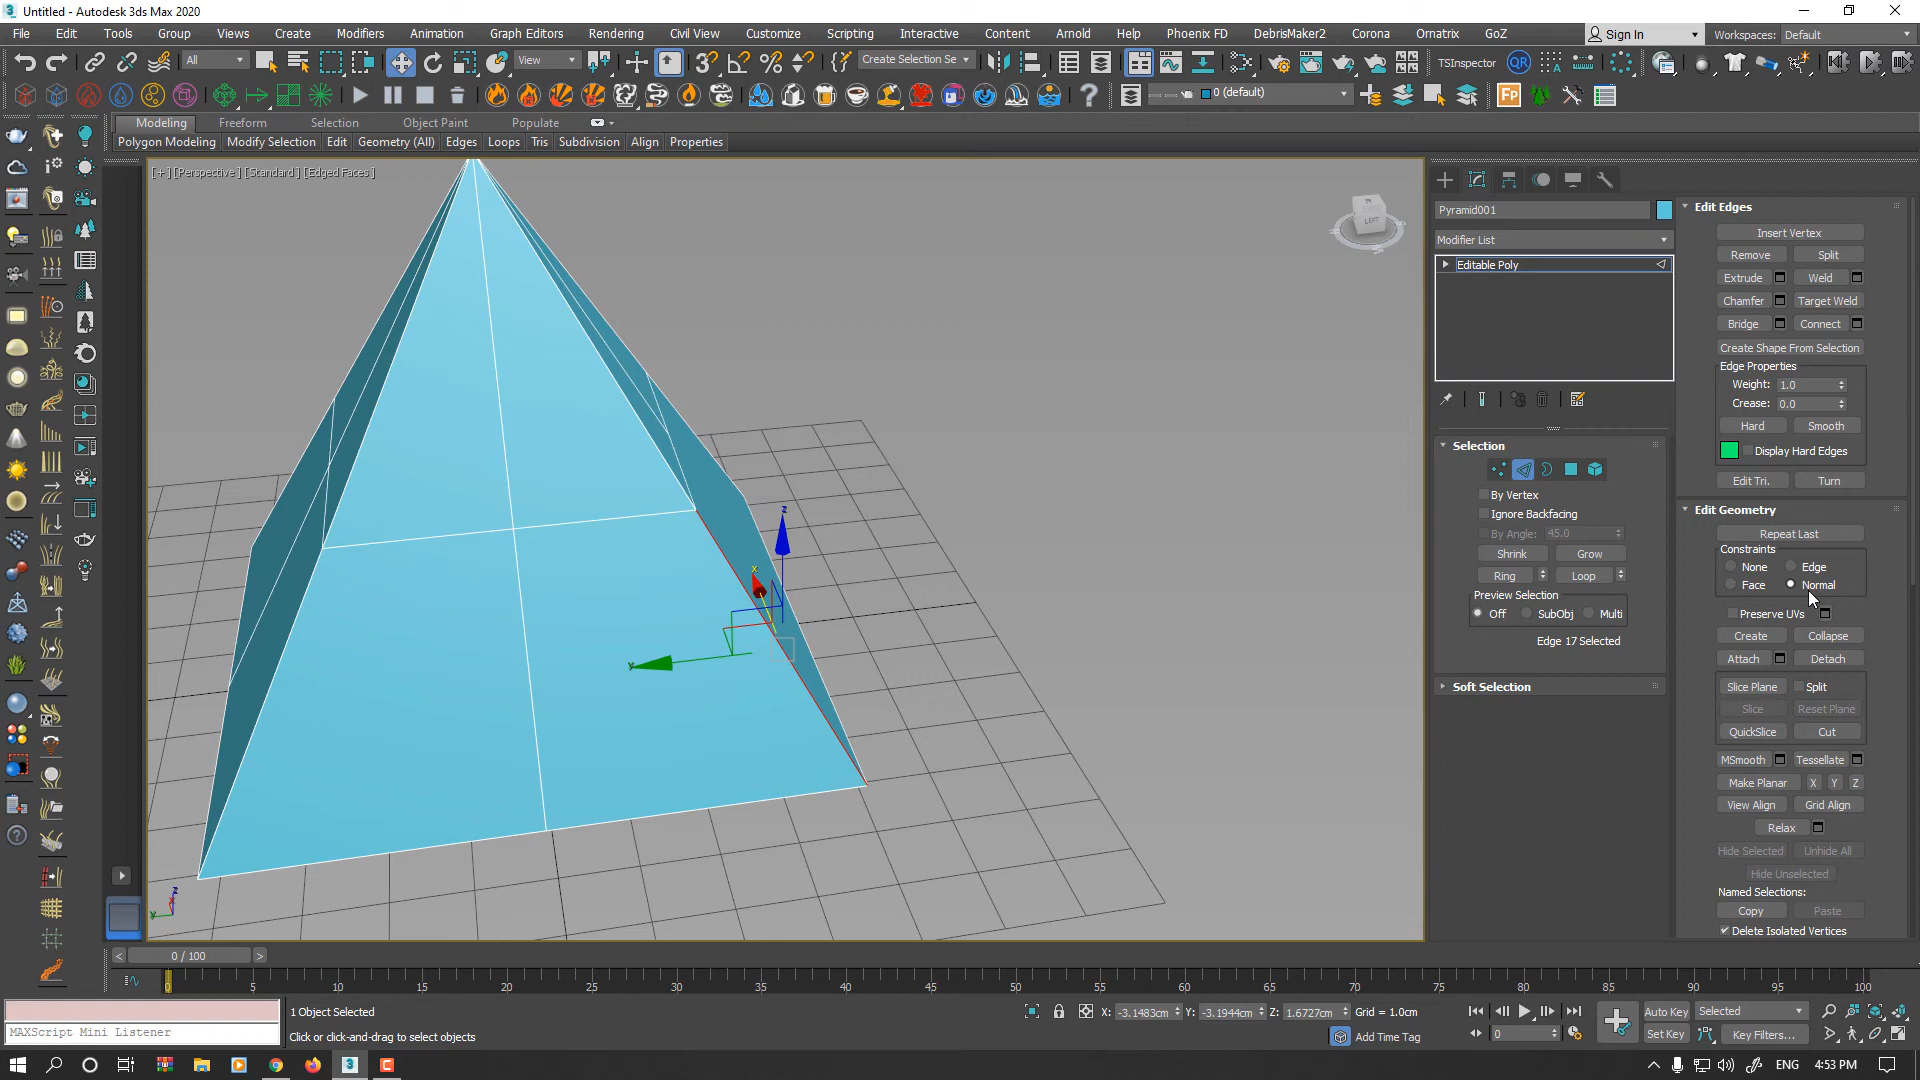 Untitled - Autodesk 3ds Max 2020
File Edit Tools Group Views Create Modifiers Animation Graph Editors Rendering Civil View Customize Scripting Interactive Content Arnold Help Phoenix FD DebrisMaker2 Corona Ornatrix GoZ Sign In Workspaces: Default
All View Create Selection Se TSInspector QR
0 (default) Fp
Modeling Freeform Selection Object Paint Populate
Polygon Modeling Modify Selection Edit Geometry (All) Edges Loops Tris Subdivision Align Properties
[+] [Perspective] [Standard] [Edged Faces]
LEFT
z
x
y
z
x
y
Pyramid001
Modifier List
Editable Poly
Selection
By Vertex
Ignore Backfacing
By Angle: 45.0
Shrink Grow
Ring Loop
Preview Selection
Off SubObj Multi
Edge 17 Selected
Soft Selection
Edit Edges
Insert Vertex
Remove Split
Extrude Weld
Chamfer Target Weld
Bridge Connect
Create Shape From Selection
Edge Properties
Weight: 1.0
Crease: 0.0
Hard Smooth
Display Hard Edges
Edit Tri. Turn
Edit Geometry
Repeat Last
Constraints
None Edge
Face Normal
Preserve UVs
Create Collapse
Attach Detach
Slice Plane Split
Slice Reset Plane
QuickSlice Cut
MSmooth Tessellate
Make Planar X Y Z
View Align Grid Align
Relax
Hide Selected Unhide All
Hide Unselected
Named Selections:
Copy Paste
Delete Isolated Vertices
< 0 / 100 >
0 5 10 15 20 25 30 35 40 45 50 55 60 65 70 75 80 85 90 95 100
1 Object Selected X: -3.1483cm Y: -3.1944cm Z: 1.6727cm Grid = 1.0cm Auto Key Selected
MAXScript Mini Listener Click or click-and-drag to select objects Add Time Tag 0 Set Key Key Filters...
ENG 4:53 PM